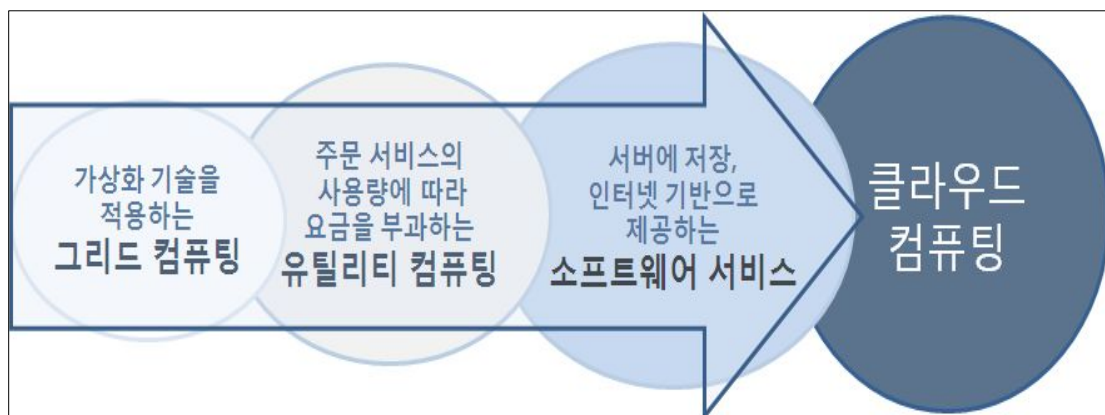 가상화 기술을
적용하는
그리드 컴퓨팅
주문 서비스의
사용량에 따라
요금을 부과하는
유틸리티 컴퓨팅
서버에 저장,
인터넷 기반으로
제공하는
소프트웨어 서비스
클라우드
컴퓨팅